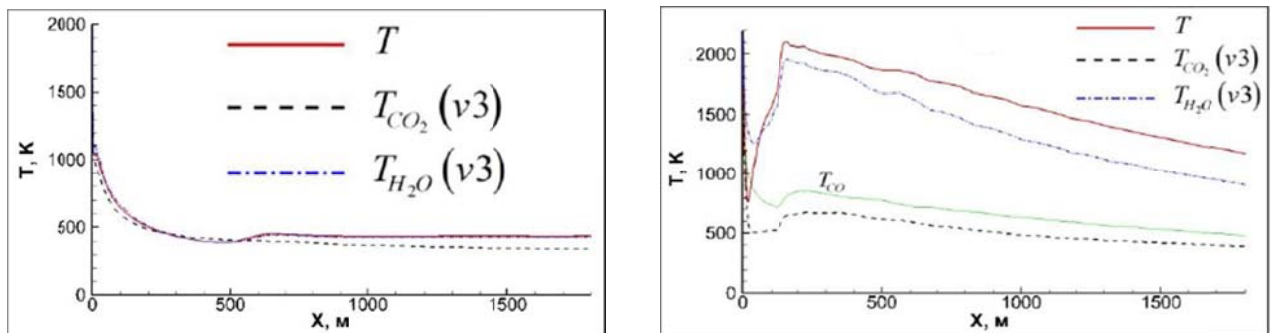 2000
T
T_{CO_2} (v3)
T_{H_2O} (v3)
1500
1000
500
0
T, K
0 500 1000 1500
X, м
T
T_{CO_2} (v3)
T_{H_2O} (v3)
2000
1500
1000
T_{CO}
500
0
T, K
0 500 1000 1500
X, м